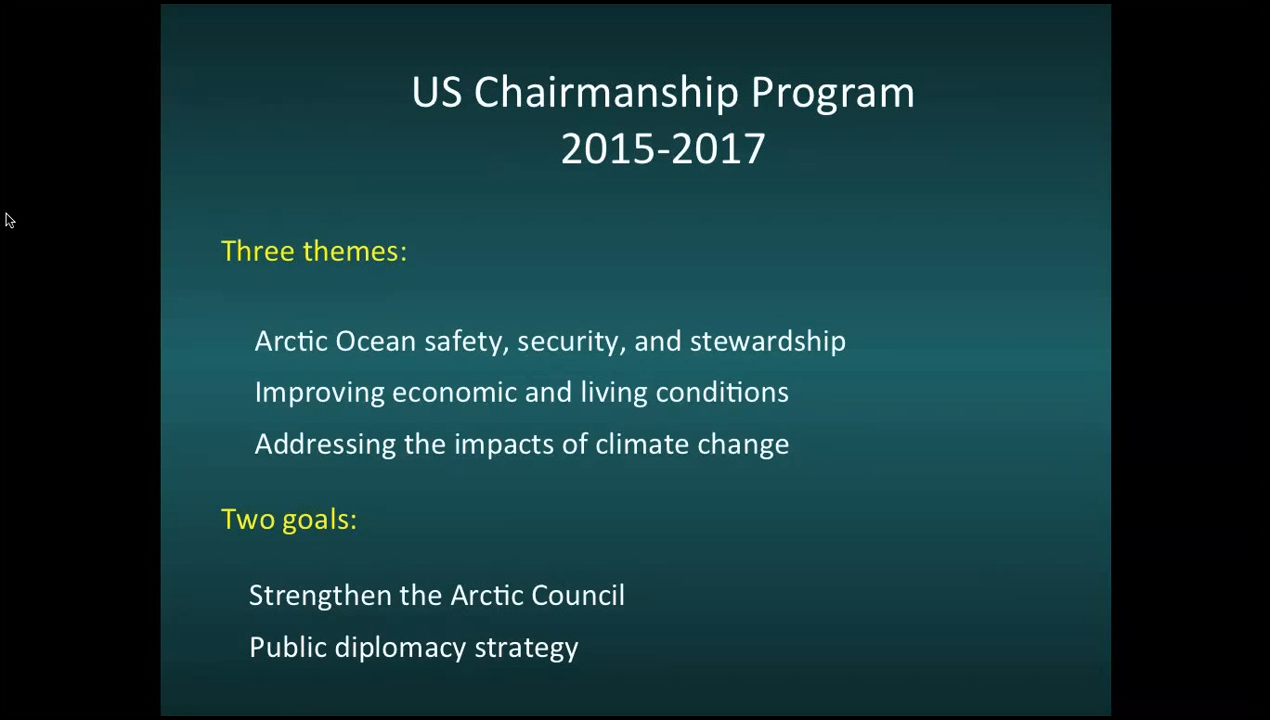 US Chairmanship Program
2015-2017
Three themes:
Arctic Ocean safety, security, and stewardship
Improving economic and living conditions
Addressing the impacts of climate change
Two goals:
Strengthen the Arctic Council
Public diplomacy strategy